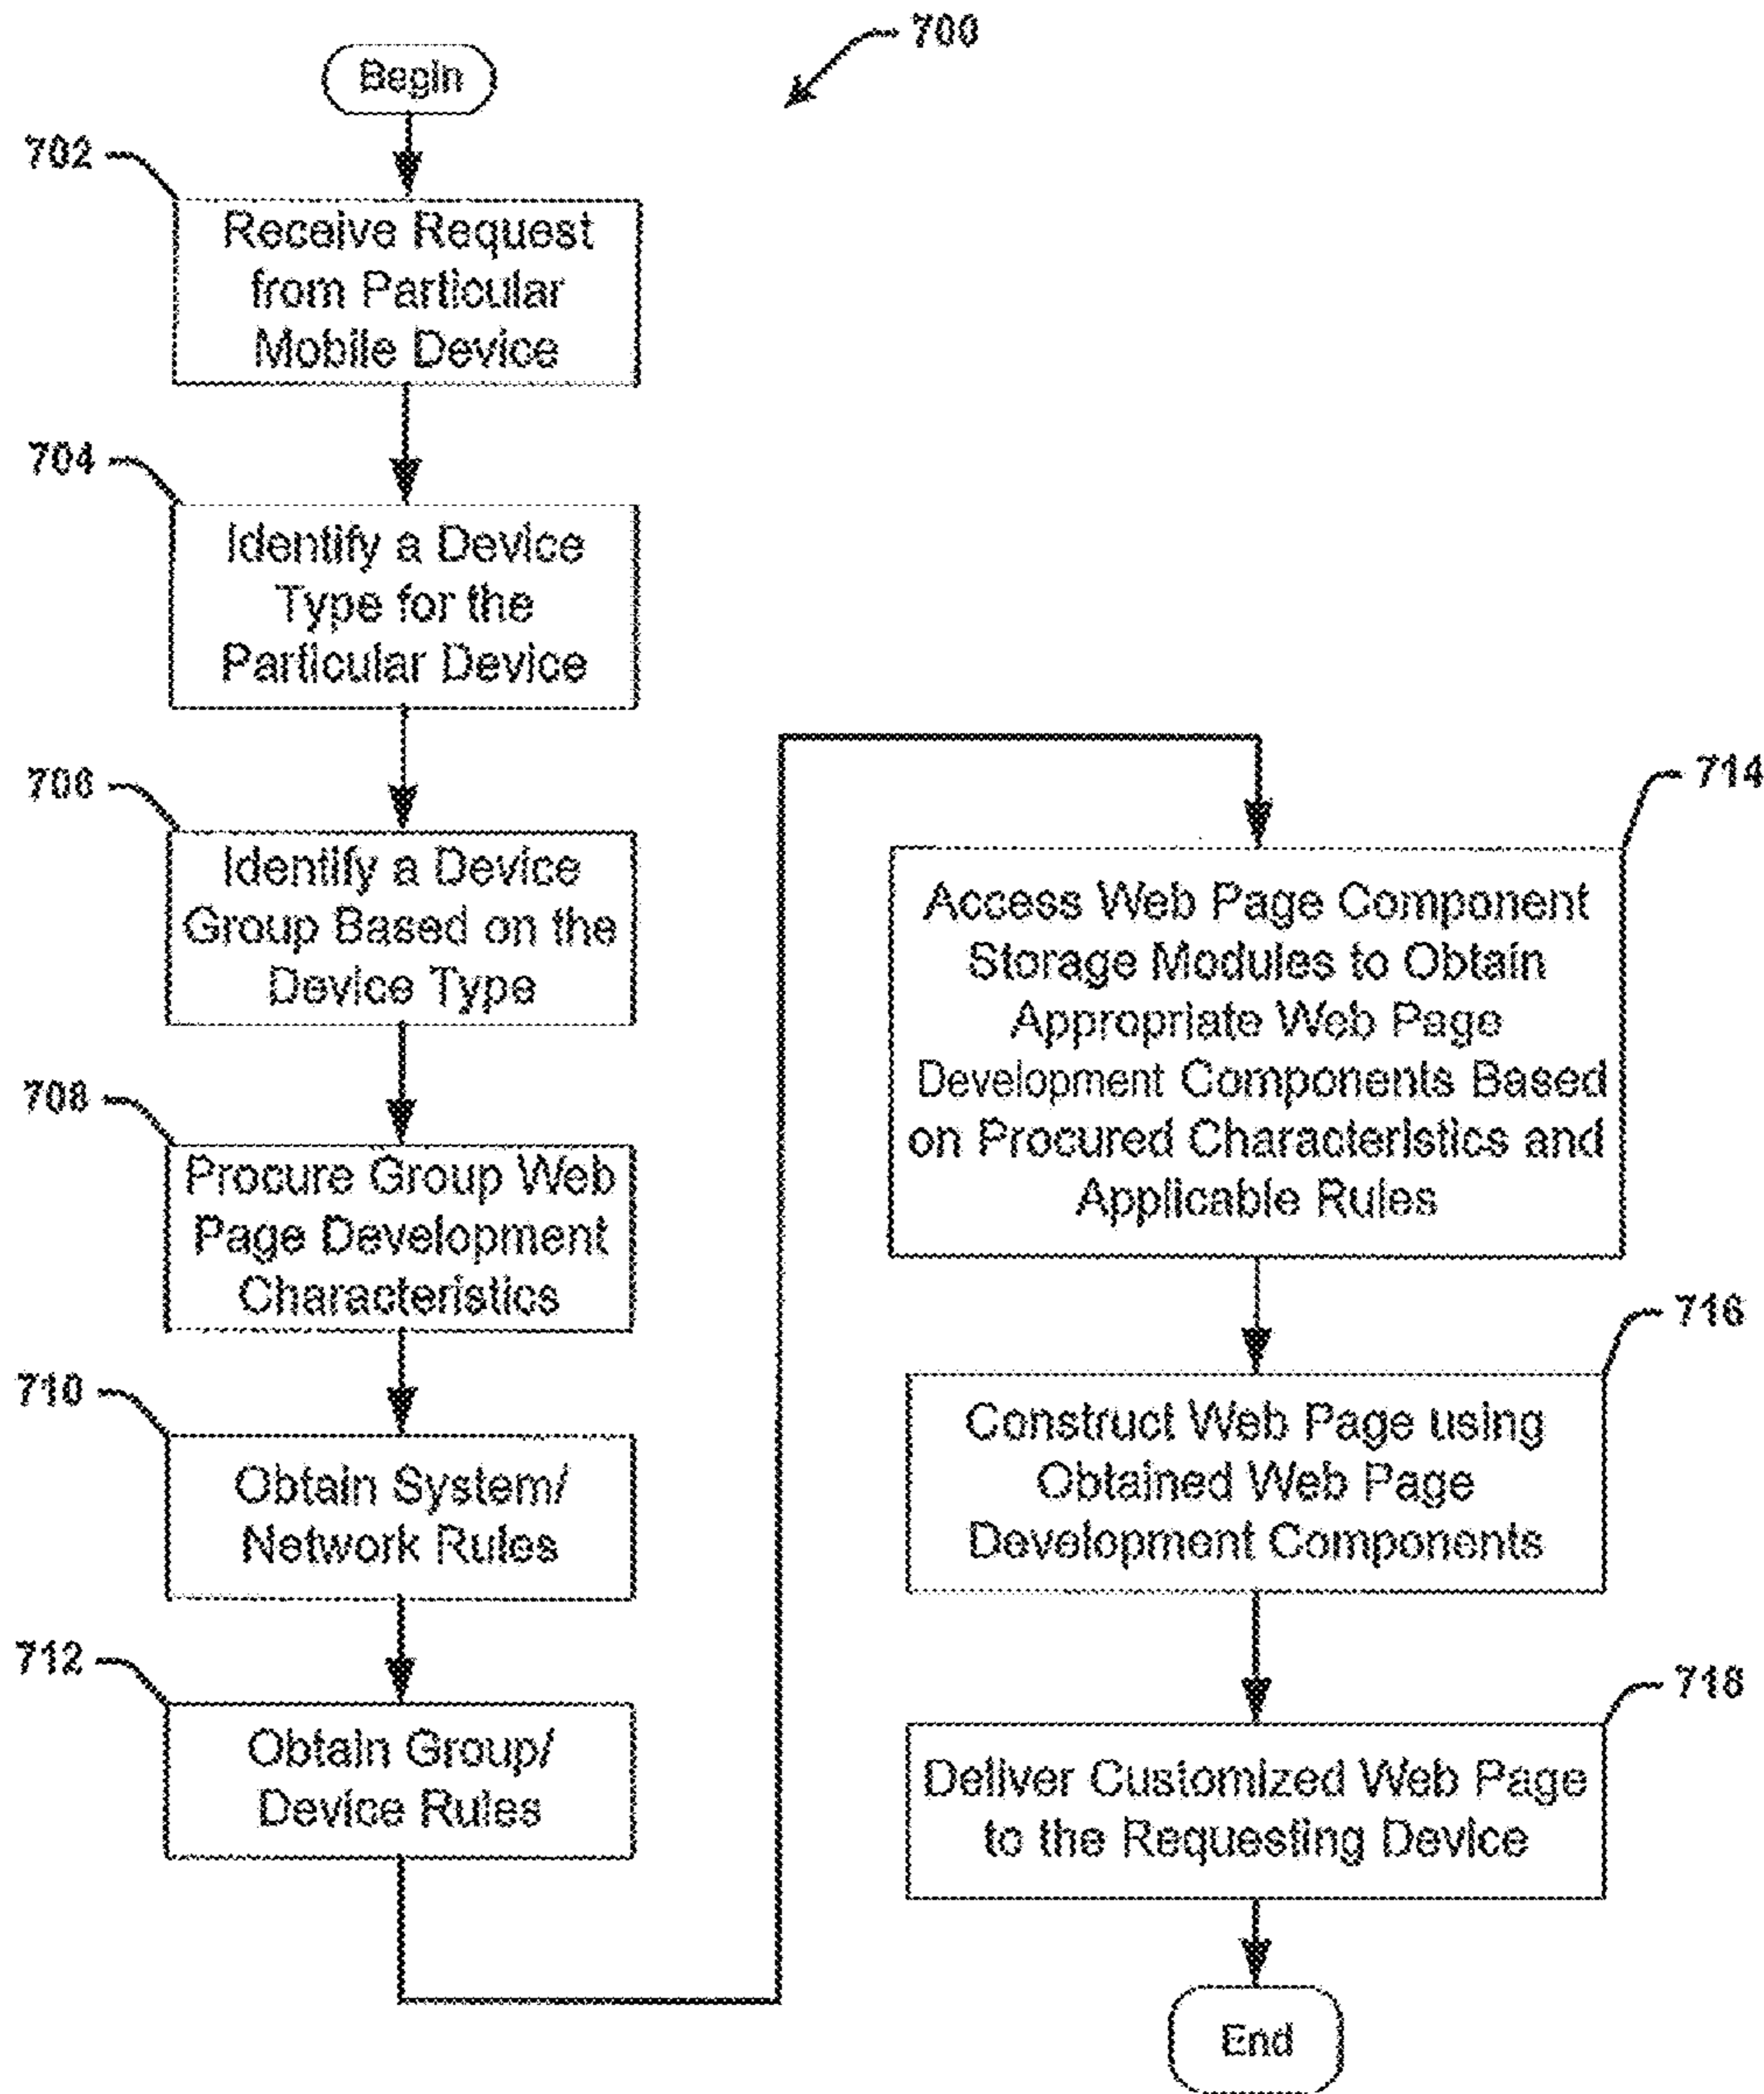 700
Begin
702
Receive Request
from Particular
Mobile Device
704
Identify a Device
Type for the
Particular Device
706
Identify a Device
Group Based on the
Device Type
708
Procure Group Web
Page Development
Characteristics
710
Obtain System/
Network Rules
712
Obtain Group/
Device Rules
714
Access Web Page Component
Storage Modules to Obtain
Appropriate Web Page
Development Components Based
on Procured Characteristics and
Applicable Rules
716
Construct Web Page using
Obtained Web Page
Development Components
718
Deliver Customized Web Page
to the Requesting Device
End